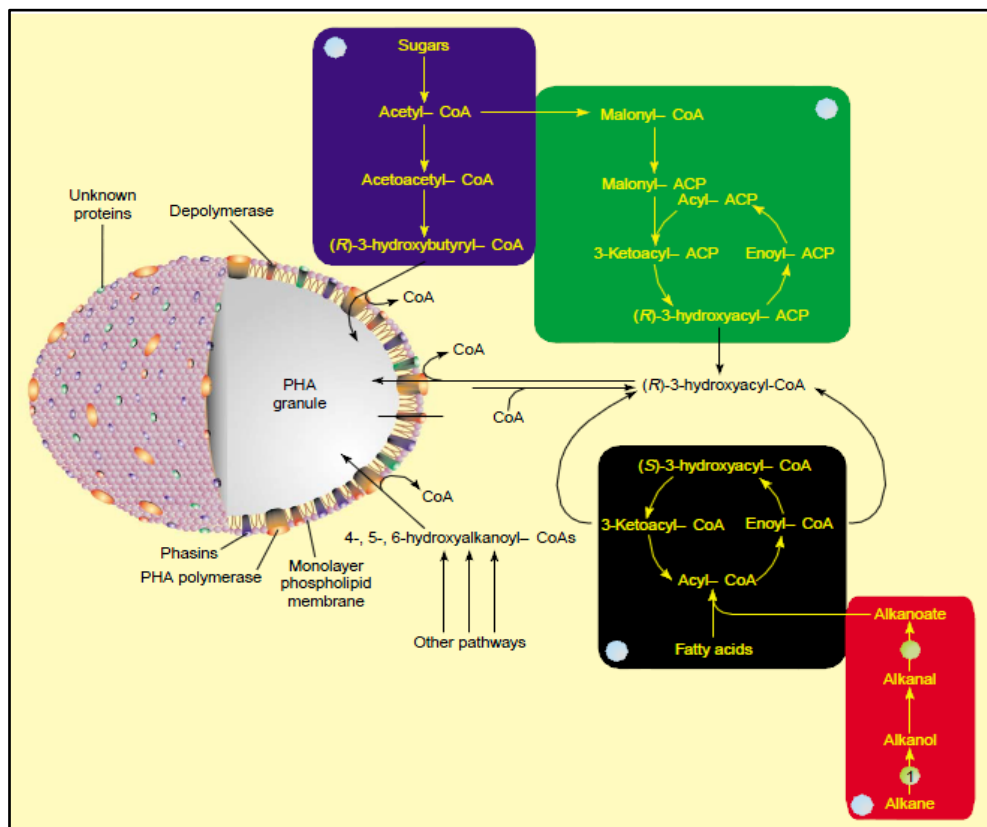 Sugars
Acetyl– CoA
Acetoacetyl– CoA
(R)-3-hydroxybutyryl– CoA
Malonyl– CoA
Malonyl– ACP
Acyl– ACP
3-Ketoacyl– ACP
Enoyl– ACP
(R)-3-hydroxyacyl– ACP
Unknown
proteins
Depolymerase
CoA
CoA
PHA
granule
(R)-3-hydroxyacyl-CoA
CoA
CoA
4-, 5-, 6-hydroxyalkanoyl– CoAs
Phasins
PHA polymerase
Monolayer
phospholipid
membrane
Other pathways
(S)-3-hydroxyacyl– CoA
3-Ketoacyl– CoA
Enoyl– CoA
Acyl– CoA
Fatty acids
Alkanoate
Alkanal
Alkanol
1
Alkane